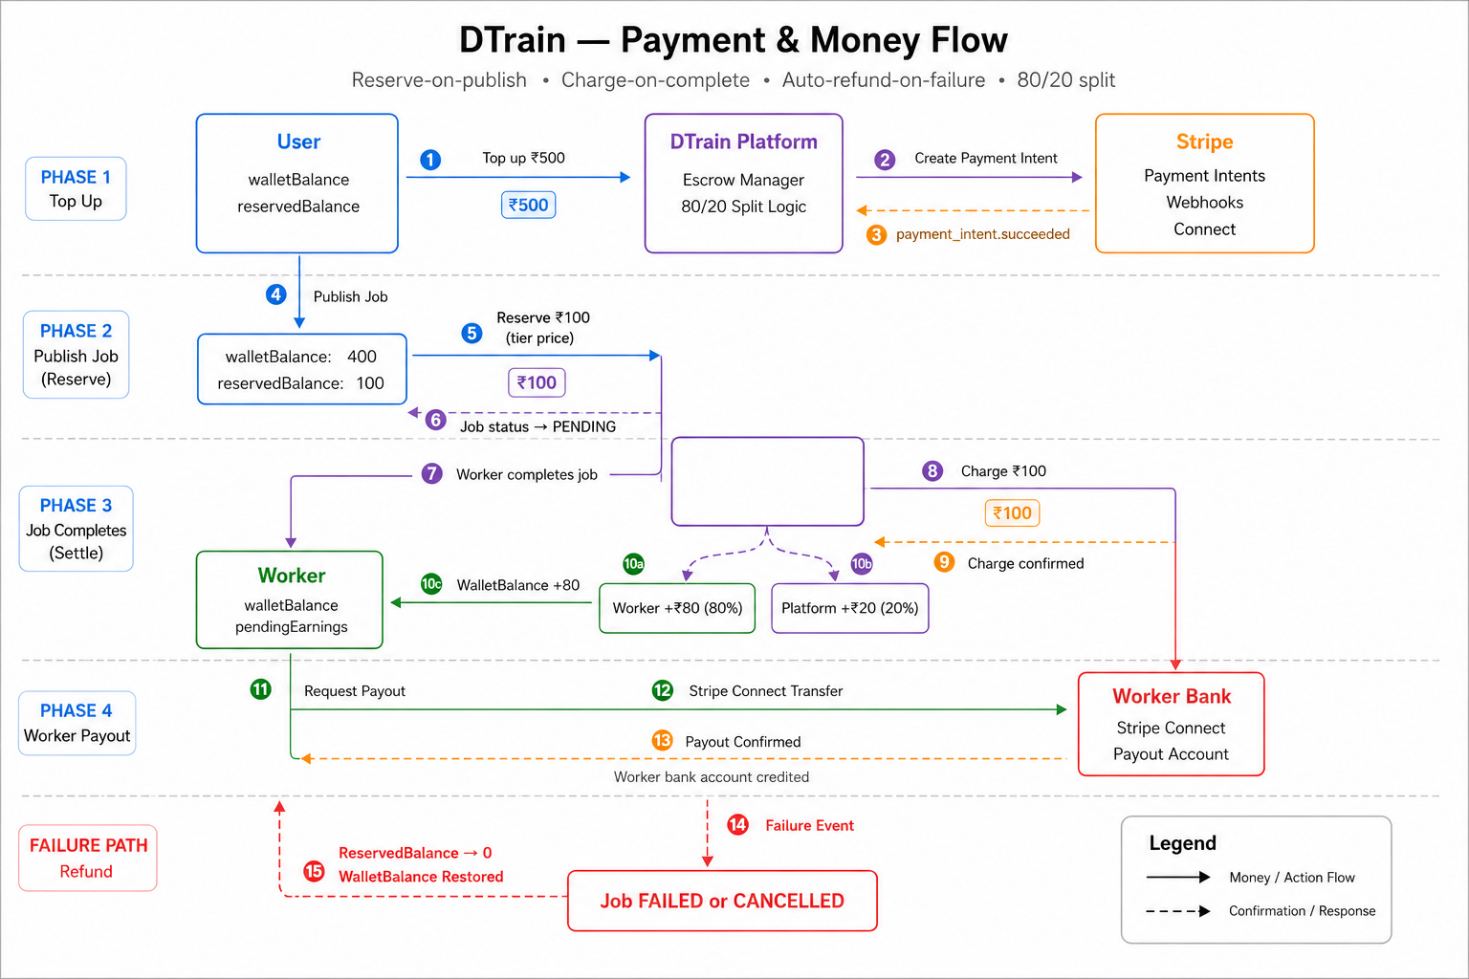 DTrain — Payment & Money Flow
Reserve-on-publish • Charge-on-complete • Auto-refund-on-failure • 80/20 split
PHASE 1
Top Up
User
walletBalance
reservedBalance
1
Top up ₹500
₹500
DTrain Platform
Escrow Manager
80/20 Split Logic
2
Create Payment Intent
3
payment_intent.succeeded
Stripe
Payment Intents
Webhooks
Connect
4
Publish Job
PHASE 2
Publish Job
(Reserve)
walletBalance: 400
reservedBalance: 100
5
Reserve ₹100
(tier price)
₹100
6
Job status → PENDING
PHASE 3
Job Completes
(Settle)
7
Worker completes job
8
Charge ₹100
₹100
9
Charge confirmed
Worker
walletBalance
pendingEarnings
10c
WalletBalance +80
10a
Worker +₹80 (80%)
10b
Platform +₹20 (20%)
PHASE 4
Worker Payout
11
Request Payout
12
Stripe Connect Transfer
13
Payout Confirmed
Worker bank account credited
Worker Bank
Stripe Connect
Payout Account
FAILURE PATH
Refund
14
Failure Event
15
ReservedBalance → 0
WalletBalance Restored
Job FAILED or CANCELLED
Legend
Money / Action Flow
Confirmation / Response